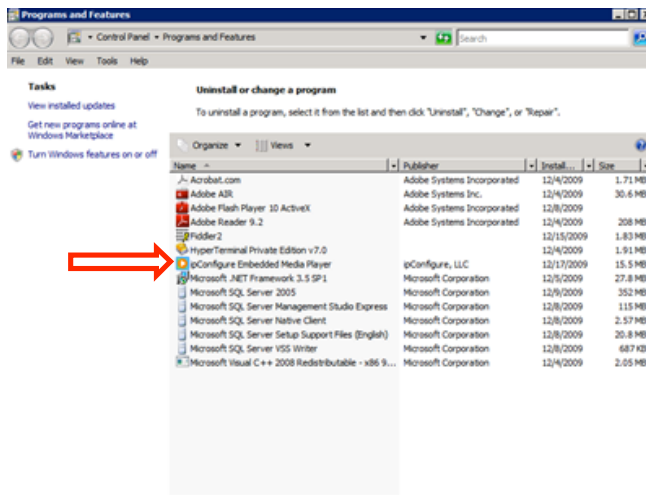 Programs and Features
Control Panel Programs and Features
Search
File Edit View Tools Help
Tasks
View installed updates
Get new programs online at
Windows Marketplace
Turn Windows features on or off
Uninstall or change a program
To uninstall a program, select it from the list and then click "Uninstall", "Change", or "Repair".
Organize Views
Name Publisher Install... Size
Acrobat.com Adobe Systems Incorporated 12/4/2009 1.71 MB
Adobe AIR Adobe Systems Inc. 12/4/2009 30.6 MB
Adobe Flash Player 10 ActiveX Adobe Systems Incorporated 12/8/2009
Adobe Reader 9.2 Adobe Systems Incorporated 12/4/2009 208 MB
Fiddler2 12/15/2009 1.83 MB
HyperTerminal Private Edition v7.0 12/4/2009 1.91 MB
ipConfigure Embedded Media Player ipConfigure, LLC 12/17/2009 15.5 MB
Microsoft .NET Framework 3.5 SP1 Microsoft Corporation 12/5/2009 27.8 MB
Microsoft SQL Server 2005 Microsoft Corporation 12/9/2009 352 MB
Microsoft SQL Server Management Studio Express Microsoft Corporation 12/8/2009 115 MB
Microsoft SQL Server Native Client Microsoft Corporation 12/8/2009 2.57 MB
Microsoft SQL Server Setup Support Files (English) Microsoft Corporation 12/8/2009 20.8 MB
Microsoft SQL Server VSS Writer Microsoft Corporation 12/8/2009 687 KB
Microsoft Visual C++ 2008 Redistributable - x86 9... Microsoft Corporation 12/4/2009 2.05 MB